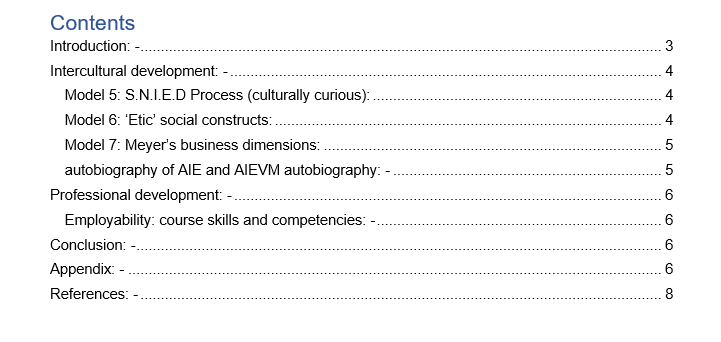 Contents
Introduction: - 3
Intercultural development: - 4
Model 5: S.N.I.E.D Process (culturally curious): 4
Model 6: ‘Etic’ social constructs: 4
Model 7: Meyer’s business dimensions: 5
autobiography of AIE and AIEVM autobiography: - 5
Professional development: - 6
Employability: course skills and competencies: - 6
Conclusion: - 6
Appendix: - 6
References: - 8